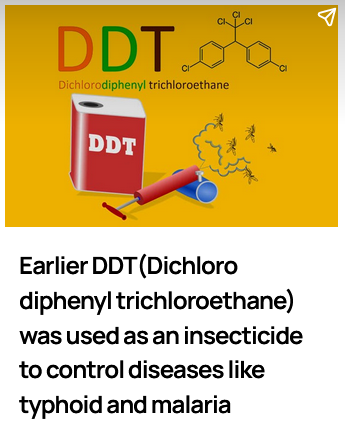 DDT
Cl
Cl Cl
Cl Cl
Dichlorodiphenyl trichloroethane
DDT
Earlier DDT(Dichloro
diphenyl trichloroethane)
was used as an insecticide
to control diseases like
typhoid and malaria